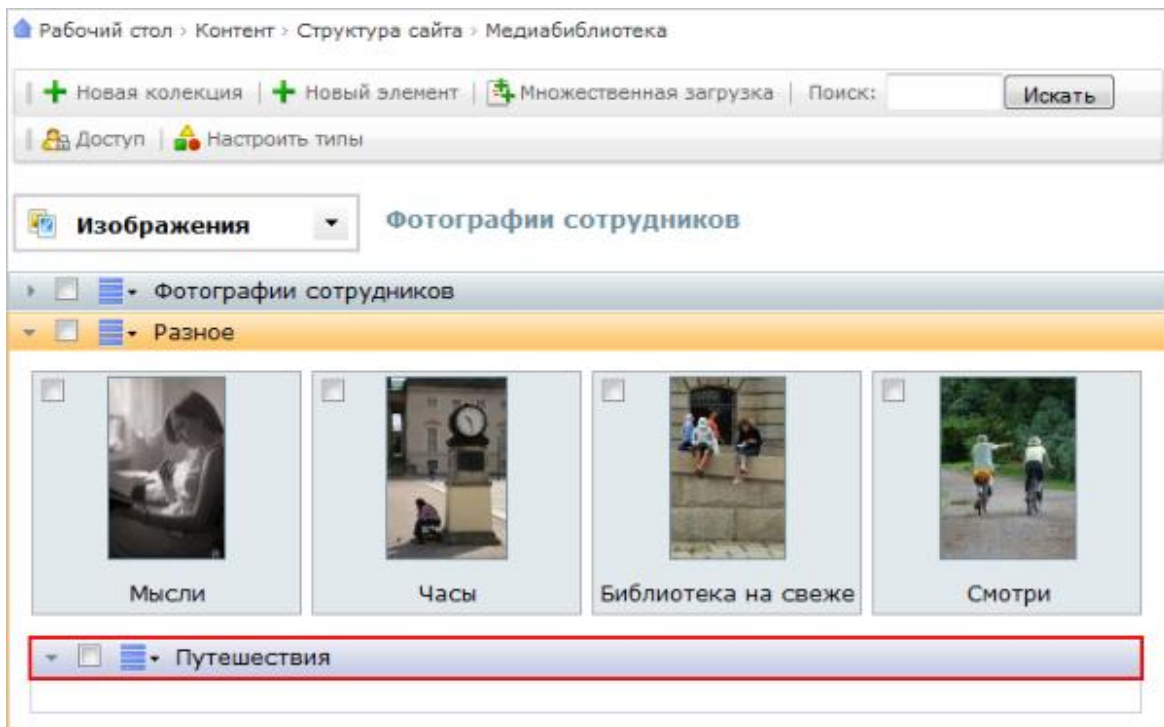 Рабочий стол › Контент › Структура сайта › Медиабиблиотека
Новая колекция | Новый элемент | Множественная загрузка | Поиск: Искать
Доступ | Настроить типы
Изображения Фотографии сотрудников
Фотографии сотрудников
Разное
Мысли Часы Библиотека на свеже Смотри
Путешествия